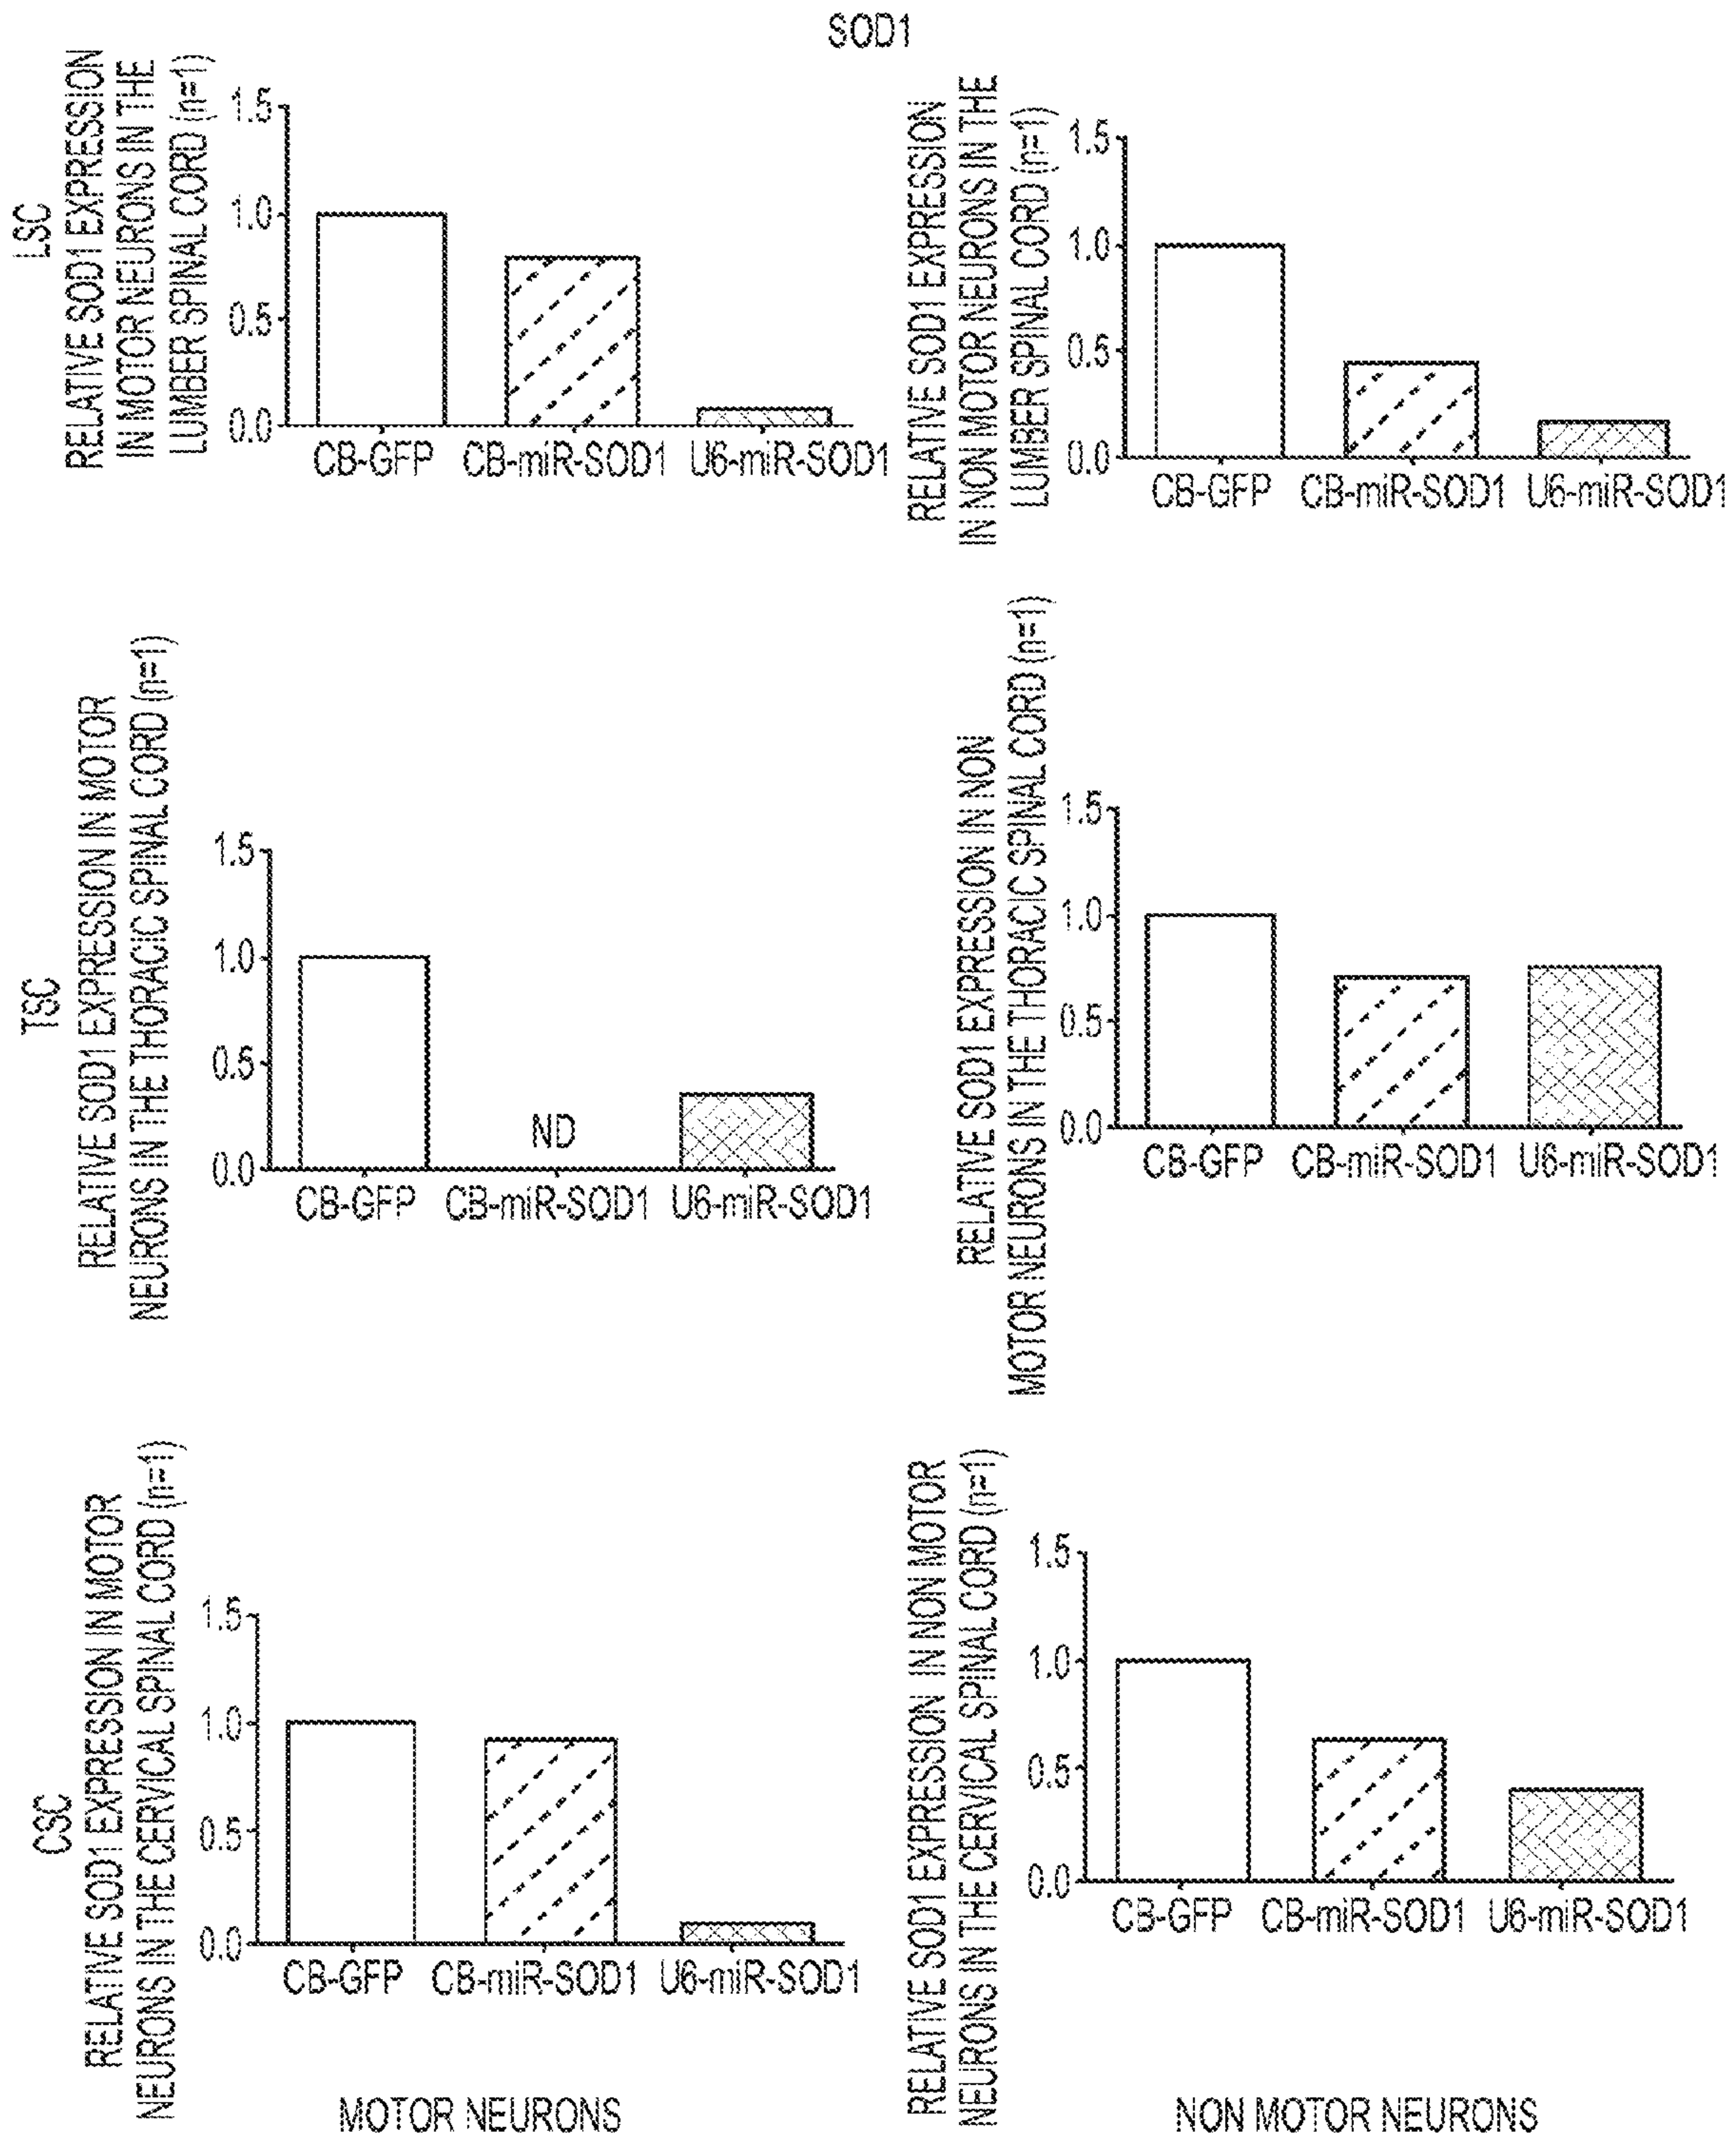 SOD1
LSC
RELATIVE SOD1 EXPRESSION
IN MOTOR NEURONS IN THE
LUMBER SPINAL CORD (n=1)
1.5
1.0
0.5
0.0
CB-GFP CB-miR-SOD1 U6-miR-SOD1
RELATIVE SOD1 EXPRESSION
IN NON MOTOR NEURONS IN THE
LUMBER SPINAL CORD (n=1)
1.5
1.0
0.5
0.0
CB-GFP CB-miR-SOD1 U6-miR-SOD1
TSC
RELATIVE SOD1 EXPRESSION IN MOTOR
NEURONS IN THE THORACIC SPINAL CORD (n=1)
1.5
1.0
0.5
0.0
ND
CB-GFP CB-miR-SOD1 U6-miR-SOD1
RELATIVE SOD1 EXPRESSION IN NON
MOTOR NEURONS IN THE THORACIC SPINAL CORD (n=1)
1.5
1.0
0.5
0.0
CB-GFP CB-miR-SOD1 U6-miR-SOD1
CSC
RELATIVE SOD1 EXPRESSION IN MOTOR
NEURONS IN THE CERVICAL SPINAL CORD (n=1)
1.5
1.0
0.5
0.0
CB-GFP CB-miR-SOD1 U6-miR-SOD1
RELATIVE SOD1 EXPRESSION IN NON MOTOR
NEURONS IN THE CERVICAL SPINAL CORD (n=1)
1.5
1.0
0.5
0.0
CB-GFP CB-miR-SOD1 U6-miR-SOD1
MOTOR NEURONS
NON MOTOR NEURONS